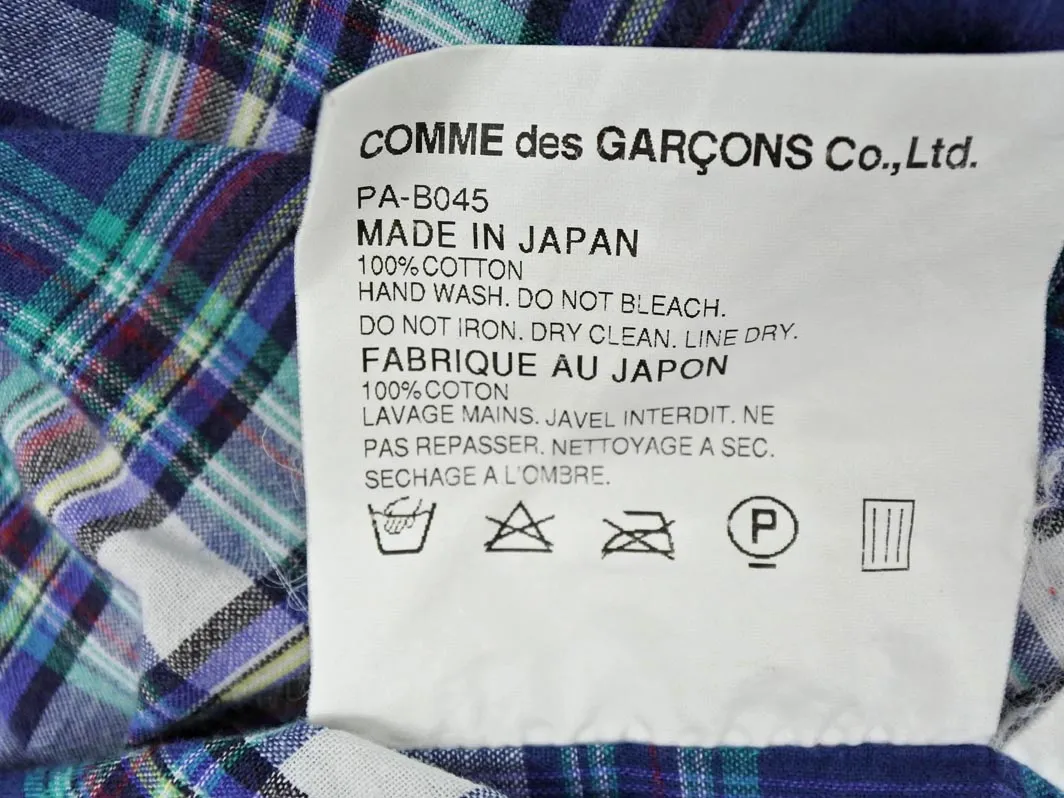 COMME des GARÇONS Co.,Ltd.
PA-B045
MADE IN JAPAN
100%COTTON
HAND WASH. DO NOT BLEACH.
DO NOT IRON. DRY CLEAN. LINE DRY.
FABRIQUE AU JAPON
100%COTON
LAVAGE MAINS. JAVEL INTERDIT. NE
PAS REPASSER. NETTOYAGE A SEC.
SECHAGE A L'OMBRE.
P